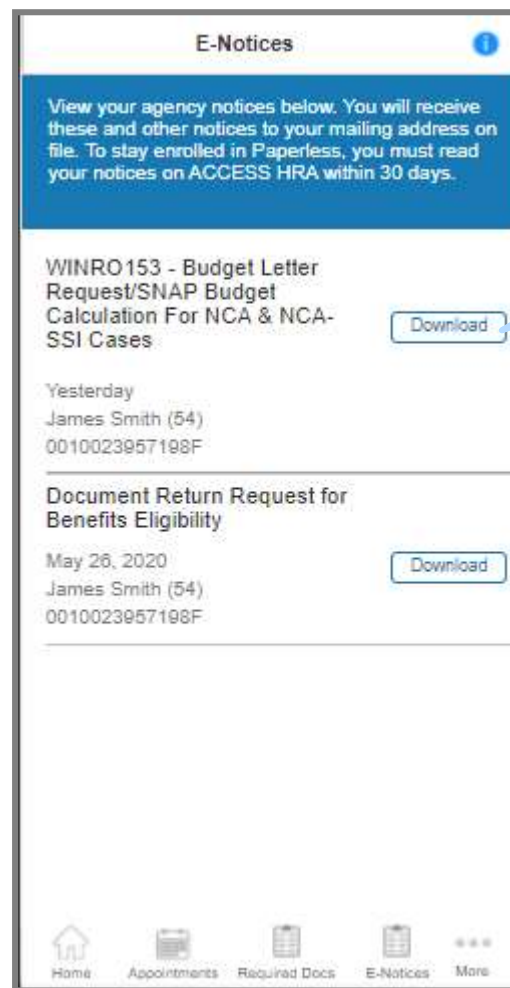 E-Notices
View your agency notices below. You will receive
these and other notices to your mailing address on
file. To stay enrolled in Paperless, you must read
your notices on ACCESS HRA within 30 days.
WINRO153 - Budget Letter
Request/SNAP Budget
Calculation For NCA & NCA-
SSI Cases
Download
Yesterday
James Smith (54)
0010023957198F
Document Return Request for
Benefits Eligibility
May 26, 2020
Download
James Smith (54)
0010023957198F
Home Appointments Required Docs E-Notices More